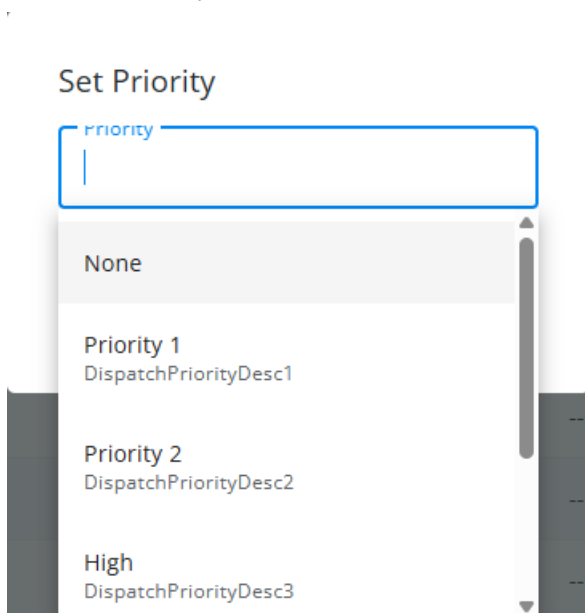 Set Priority
Priority
None
Priority 1
DispatchPriorityDesc1
Priority 2
DispatchPriorityDesc2
High
DispatchPriorityDesc3
--
--
--